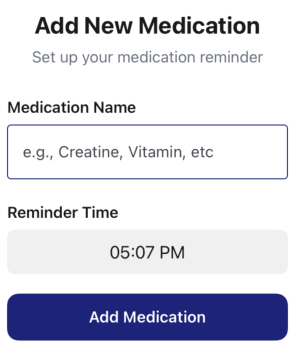 Add New Medication
Set up your medication reminder
Medication Name
e.g., Creatine, Vitamin, etc
Reminder Time
05:07 PM
Add Medication